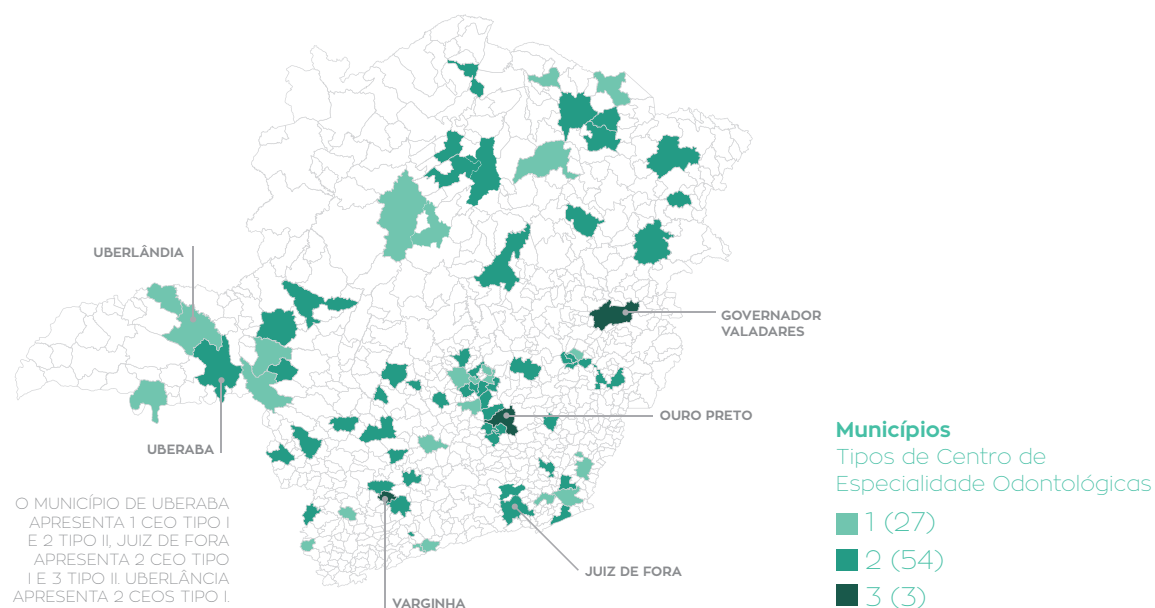 UBERLÂNDIA
GOVERNADOR
VALADARES
OURO PRETO
UBERABA
O MUNICÍPIO DE UBERABA
APRESENTA 1 CEO TIPO I
E 2 TIPO II, JUIZ DE FORA
APRESENTA 2 CEO TIPO
I E 3 TIPO II. UBERLÂNCIA
APRESENTA 2 CEOS TIPO I.
JUIZ DE FORA
VARGINHA
Municípios
Tipos de Centro de
Especialidade Odontológicas
1 (27)
2 (54)
3 (3)